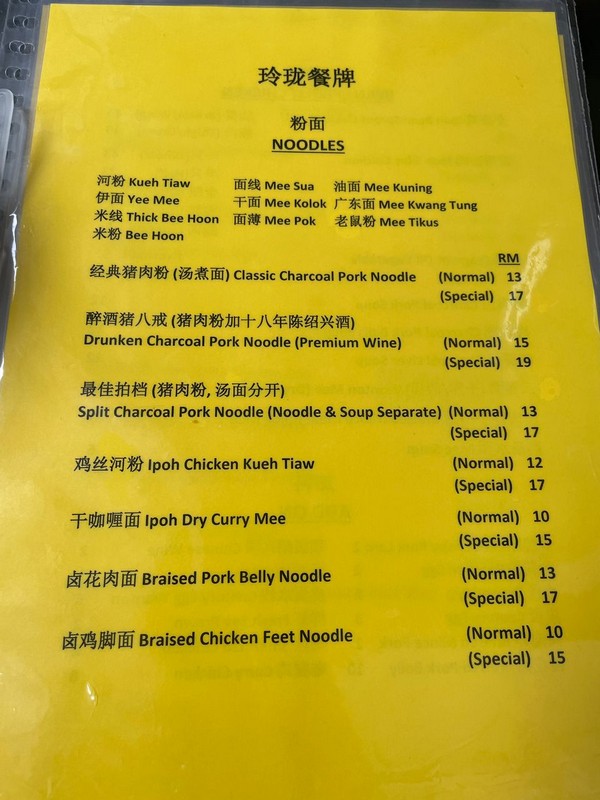 玲珑餐牌
粉面
NOODLES
河粉 Kueh Tiaw 面线 Mee Sua 油面 Mee Kuning
伊面 Yee Mee 干面 Mee Kolok 广东面 Mee Kwang Tung
米线 Thick Bee Hoon 面薄 Mee Pok 老鼠粉 Mee Tikus
米粉 Bee Hoon
RM
经典猪肉粉 (汤煮面) Classic Charcoal Pork Noodle (Normal) 13
(Special) 17
醉酒猪八戒 (猪肉粉加十八年陈绍兴酒)
Drunken Charcoal Pork Noodle (Premium Wine) (Normal) 15
(Special) 19
最佳拍档 (猪肉粉, 汤面分开)
Split Charcoal Pork Noodle (Noodle & Soup Separate) (Normal) 13
(Special) 17
鸡丝河粉 Ipoh Chicken Kueh Tiaw (Normal) 12
(Special) 17
干咖喱面 Ipoh Dry Curry Mee (Normal) 10
(Special) 15
卤花肉面 Braised Pork Belly Noodle (Normal) 13
(Special) 17
卤鸡脚面 Braised Chicken Feet Noodle (Normal) 10
(Special) 15